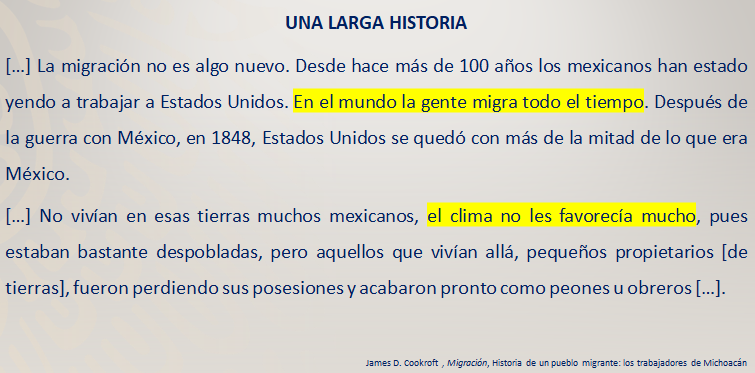 UNA LARGA HISTORIA
[...] La migración no es algo nuevo. Desde hace más de 100 años los mexicanos han estado
yendo a trabajar a Estados Unidos. En el mundo la gente migra todo el tiempo. Después de
la guerra con México, en 1848, Estados Unidos se quedó con más de la mitad de lo que era
México.
[...] No vivían en esas tierras muchos mexicanos, el clima no les favorecía mucho, pues
estaban bastante despobladas, pero aquellos que vivían allá, pequeños propietarios [de
tierras], fueron perdiendo sus posesiones y acabaron pronto como peones u obreros [...].
James D. Cookroft , Migración, Historia de un pueblo migrante: los trabajadores de Michoacán